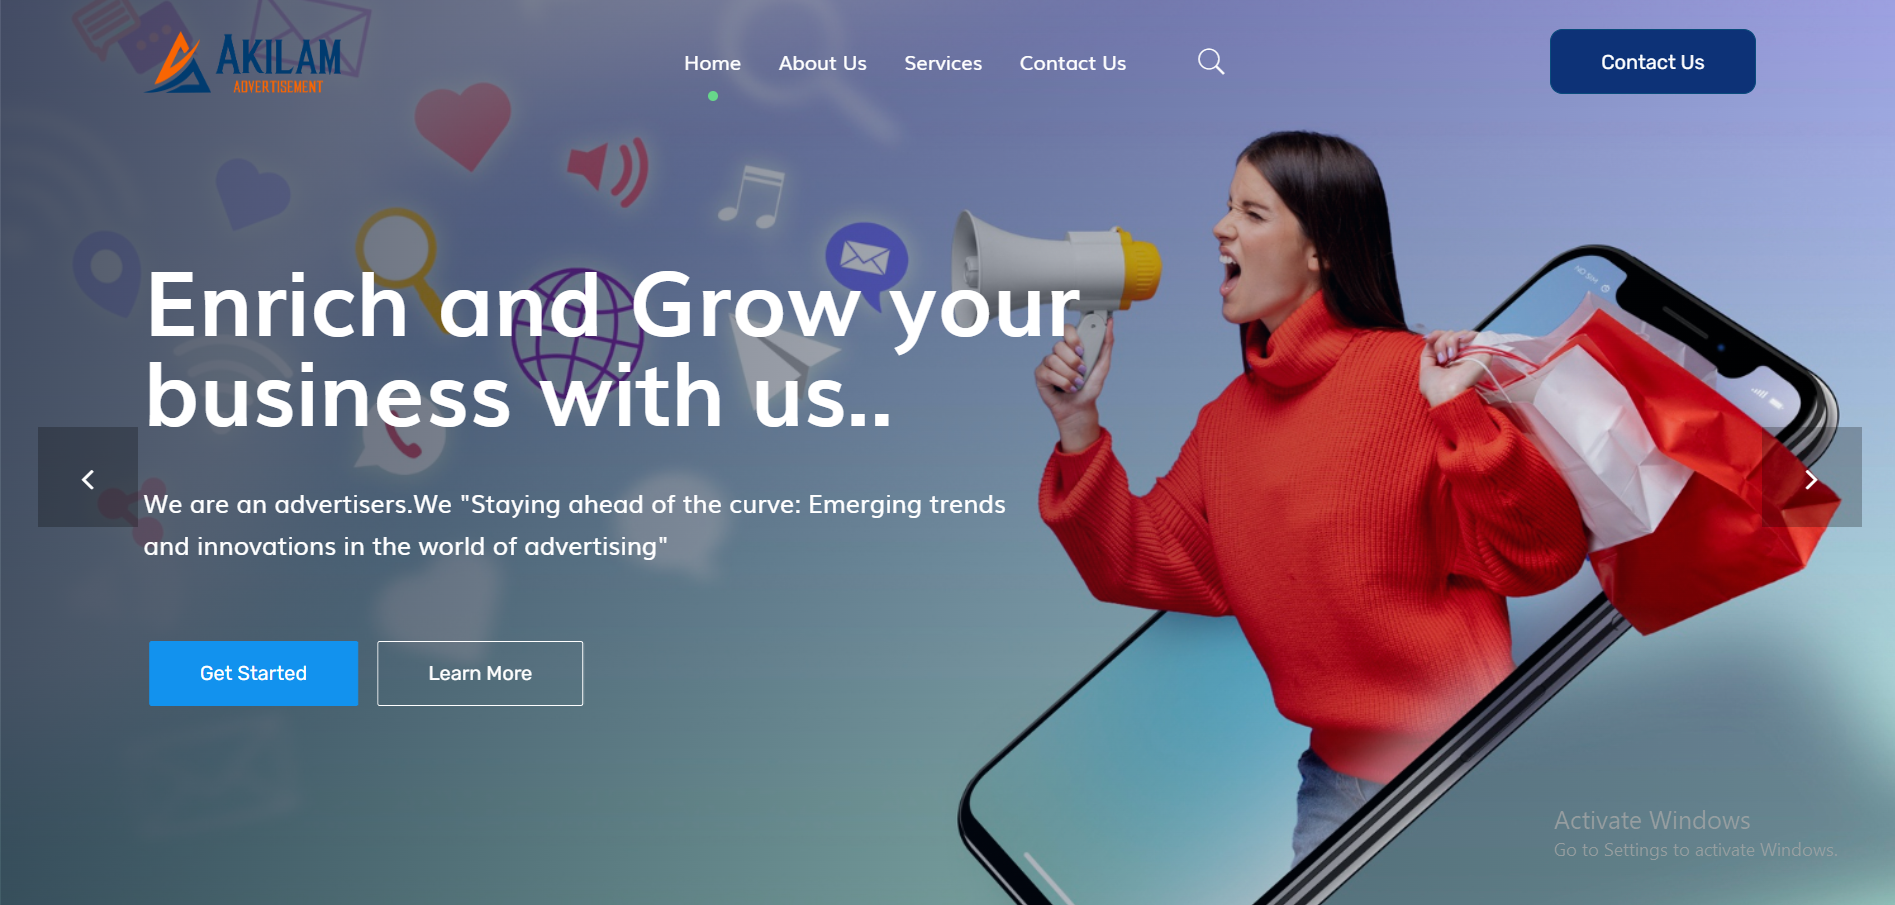 AKILAM
ADVERTISEMENT
Home About Us Services Contact Us
Contact Us
NO SIM
Enrich and Grow your
business with us..
We are an advertisers.We "Staying ahead of the curve: Emerging trends
and innovations in the world of advertising"
Get Started Learn More
Activate Windows
Go to Settings to activate Windows.